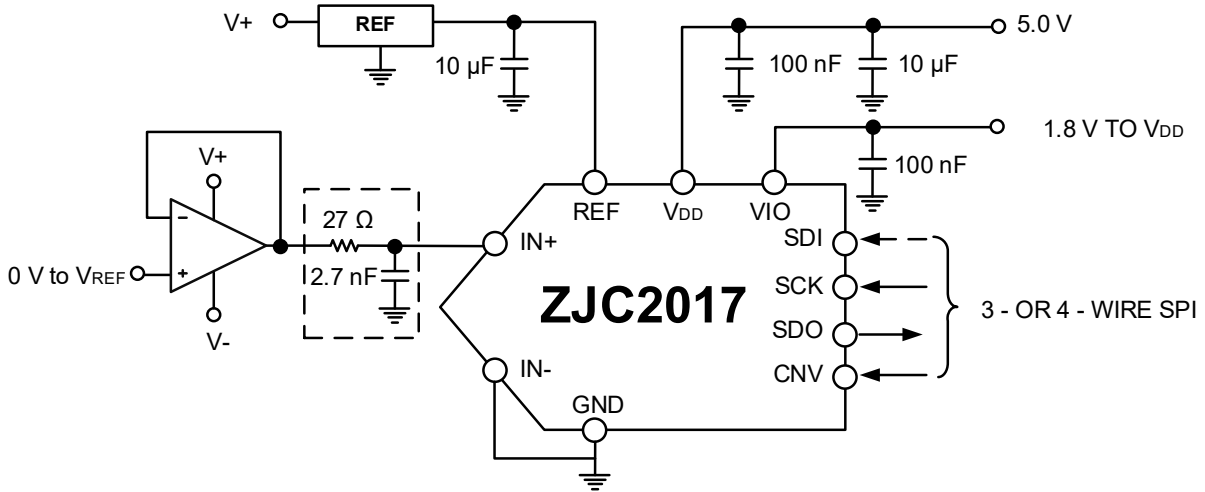 V+
REF
10 µF
100 nF
10 µF
5.0 V
1.8 V TO VDD
100 nF
V+
-
+
V-
0 V to VREF
27 Ω
2.7 nF
REF
VDD
VIO
IN+
IN-
GND
ZJC2017
SDI
SCK
SDO
CNV
3 - OR 4 - WIRE SPI